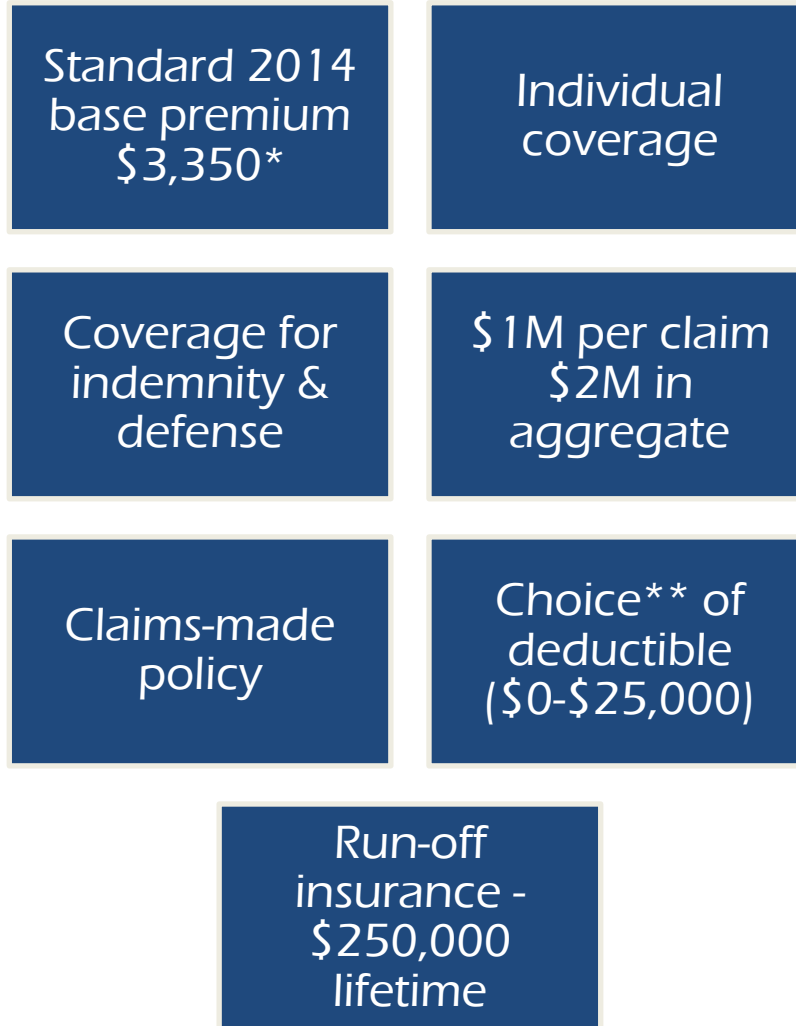 Standard 2014
base premium
$3,350*
Individual
coverage
Coverage for
indemnity &
defense
$1M per claim
$2M in
aggregate
Claims-made
policy
Choice** of
deductible
($0-$25,000)
Run-off
insurance -
$250,000
lifetime